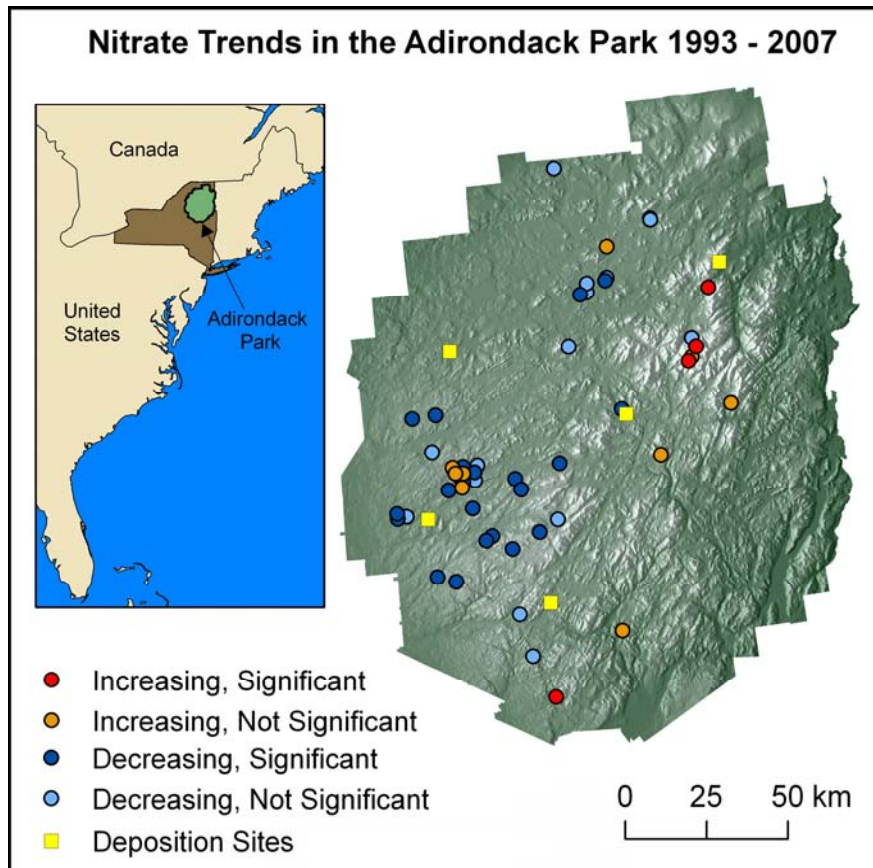 Nitrate Trends in the Adirondack Park 1993 - 2007
Canada
United
States
Adirondack
Park
Increasing, Significant
Increasing, Not Significant
Decreasing, Significant
Decreasing, Not Significant
Deposition Sites
0 25 50 km